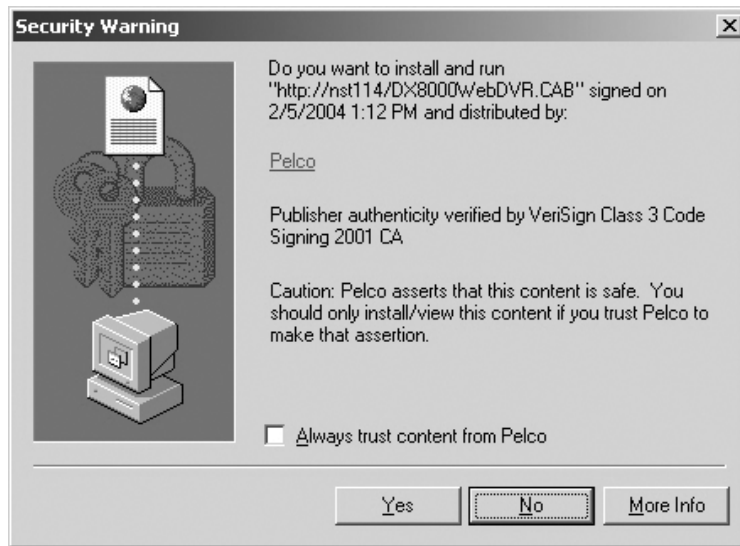 Security Warning
Do you want to install and run
"http://nst114/DX8000WebDVR.CAB" signed on
2/5/2004 1:12 PM and distributed by:
Pelco
Publisher authenticity verified by VeriSign Class 3 Code
Signing 2001 CA
Caution: Pelco asserts that this content is safe.  You
should only install/view this content if you trust Pelco to
make that assertion.
Always trust content from Pelco
Yes
No
More Info